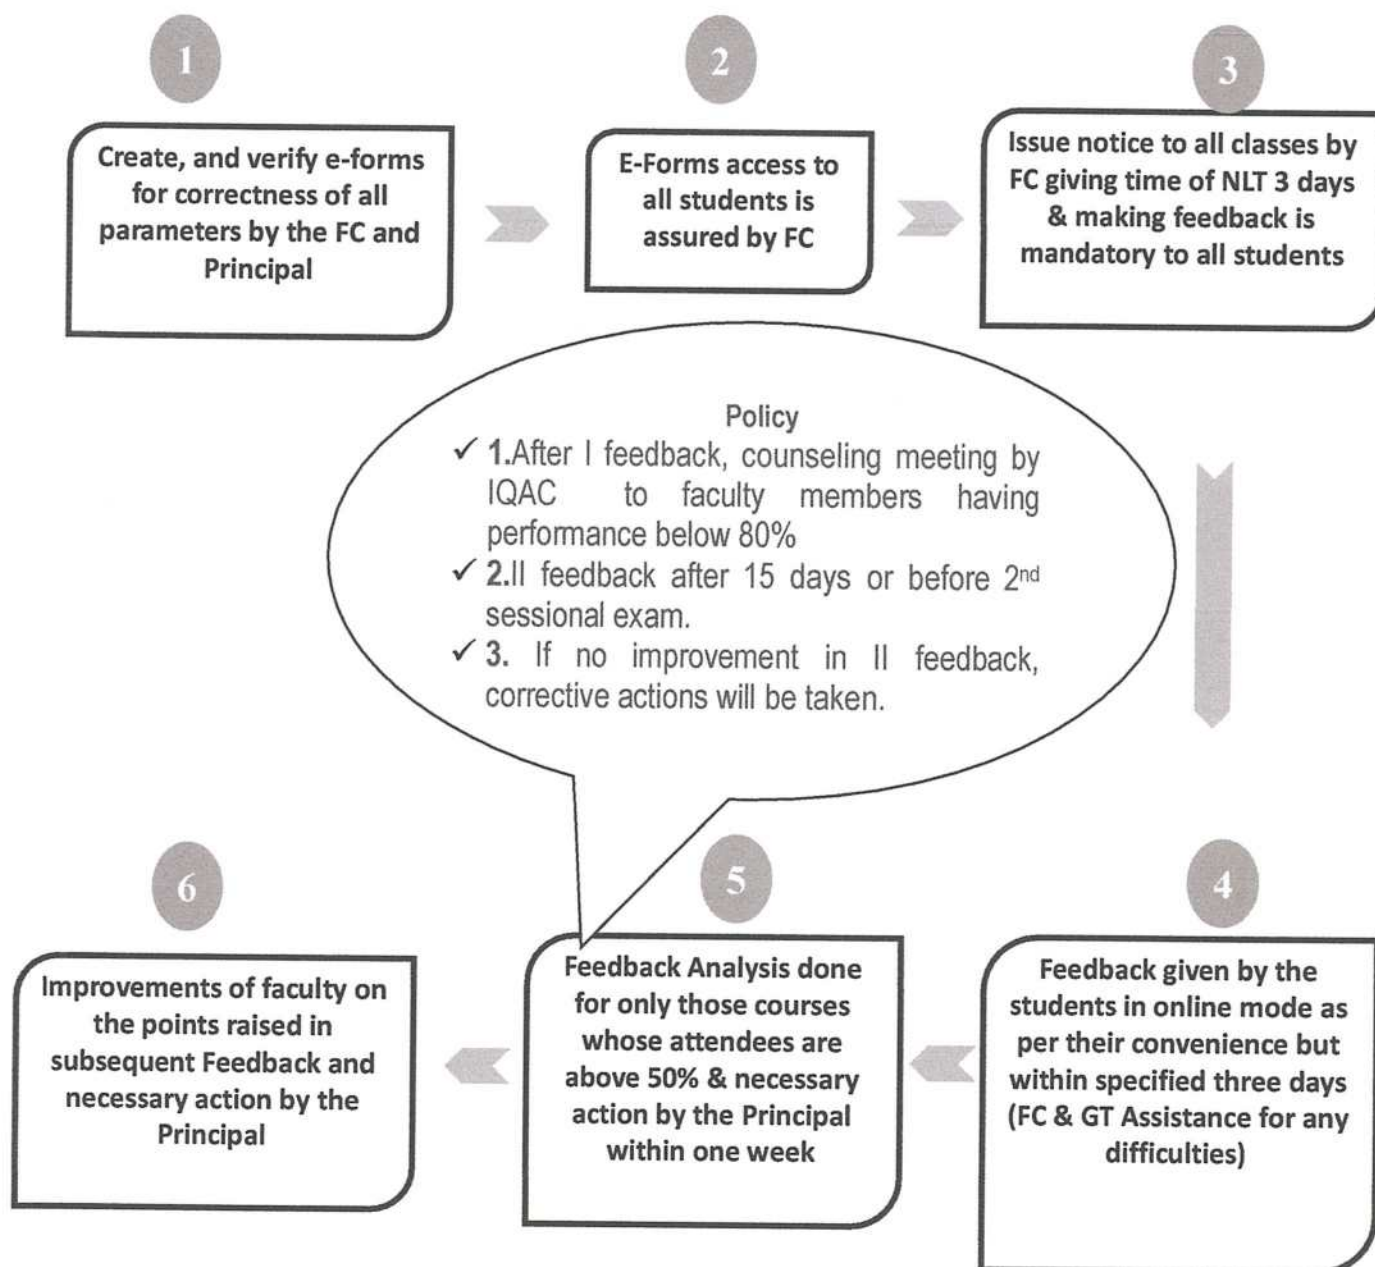 1
Create, and verify e-forms
for correctness of all
parameters by the FC and
Principal
2
E-Forms access to
all students is
assured by FC
3
Issue notice to all classes by
FC giving time of NLT 3 days
& making feedback is
mandatory to all students
Policy
✓ 1.After I feedback, counseling meeting by
IQAC to faculty members having
performance below 80%
✓ 2.II feedback after 15 days or before 2nd
sessional exam.
✓ 3. If no improvement in II feedback,
corrective actions will be taken.
4
Feedback given by the
students in online mode as
per their convenience but
within specified three days
(FC & GT Assistance for any
difficulties)
5
Feedback Analysis done
for only those courses
whose attendees are
above 50% & necessary
action by the Principal
within one week
6
Improvements of faculty on
the points raised in
subsequent Feedback and
necessary action by the
Principal